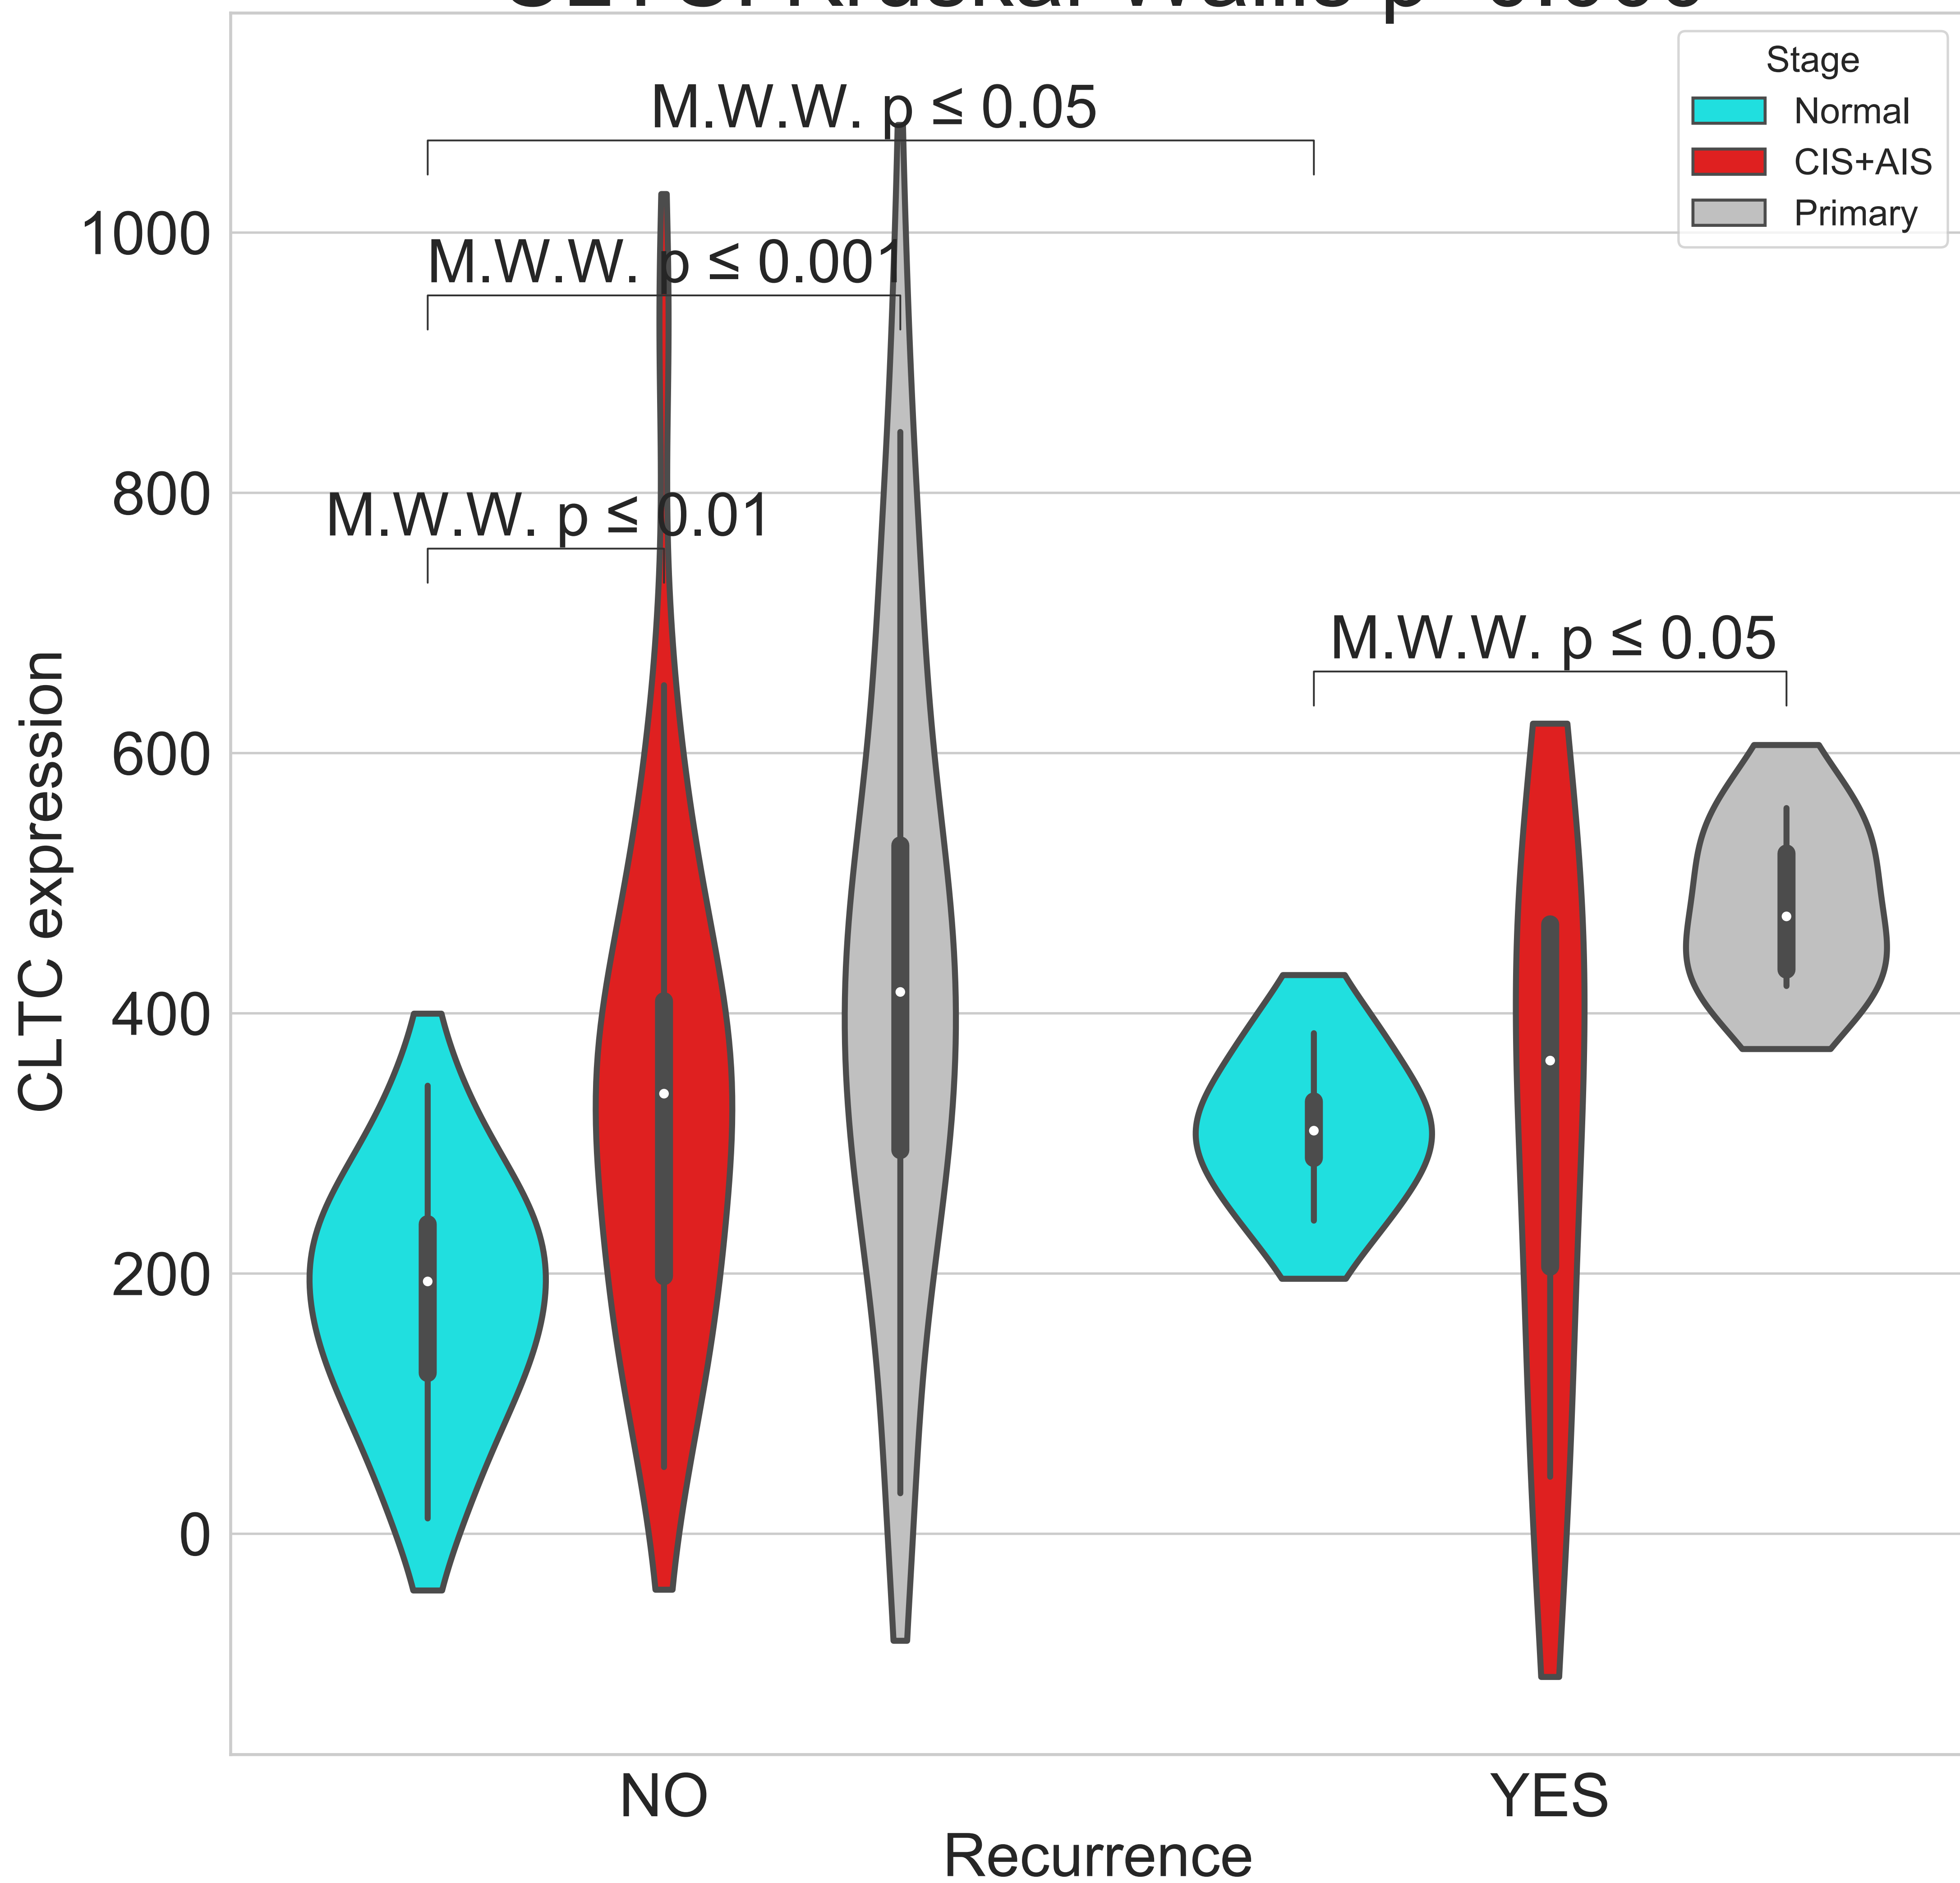 Stage
Normal
CIS+AIS
Primary
M.W.W. p ≤ 0.05
M.W.W. p ≤ 0.001
M.W.W. p ≤ 0.01
M.W.W. p ≤ 0.05
1000
800
600
400
200
0
CLTC expression
NO
YES
Recurrence